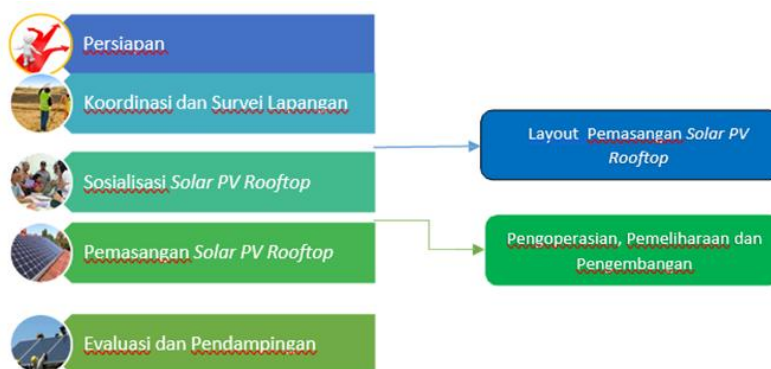 Persiapan
Koordinasi dan Survei Lapangan
Layout Pemasangan Solar PV
Rooftop
Sosialisasi Solar PV Rooftop
Pemasangan Solar PV Rooftop
Pengoperasian, Pemeliharaan dan
Pengembangan
Evaluasi dan Pendampingan